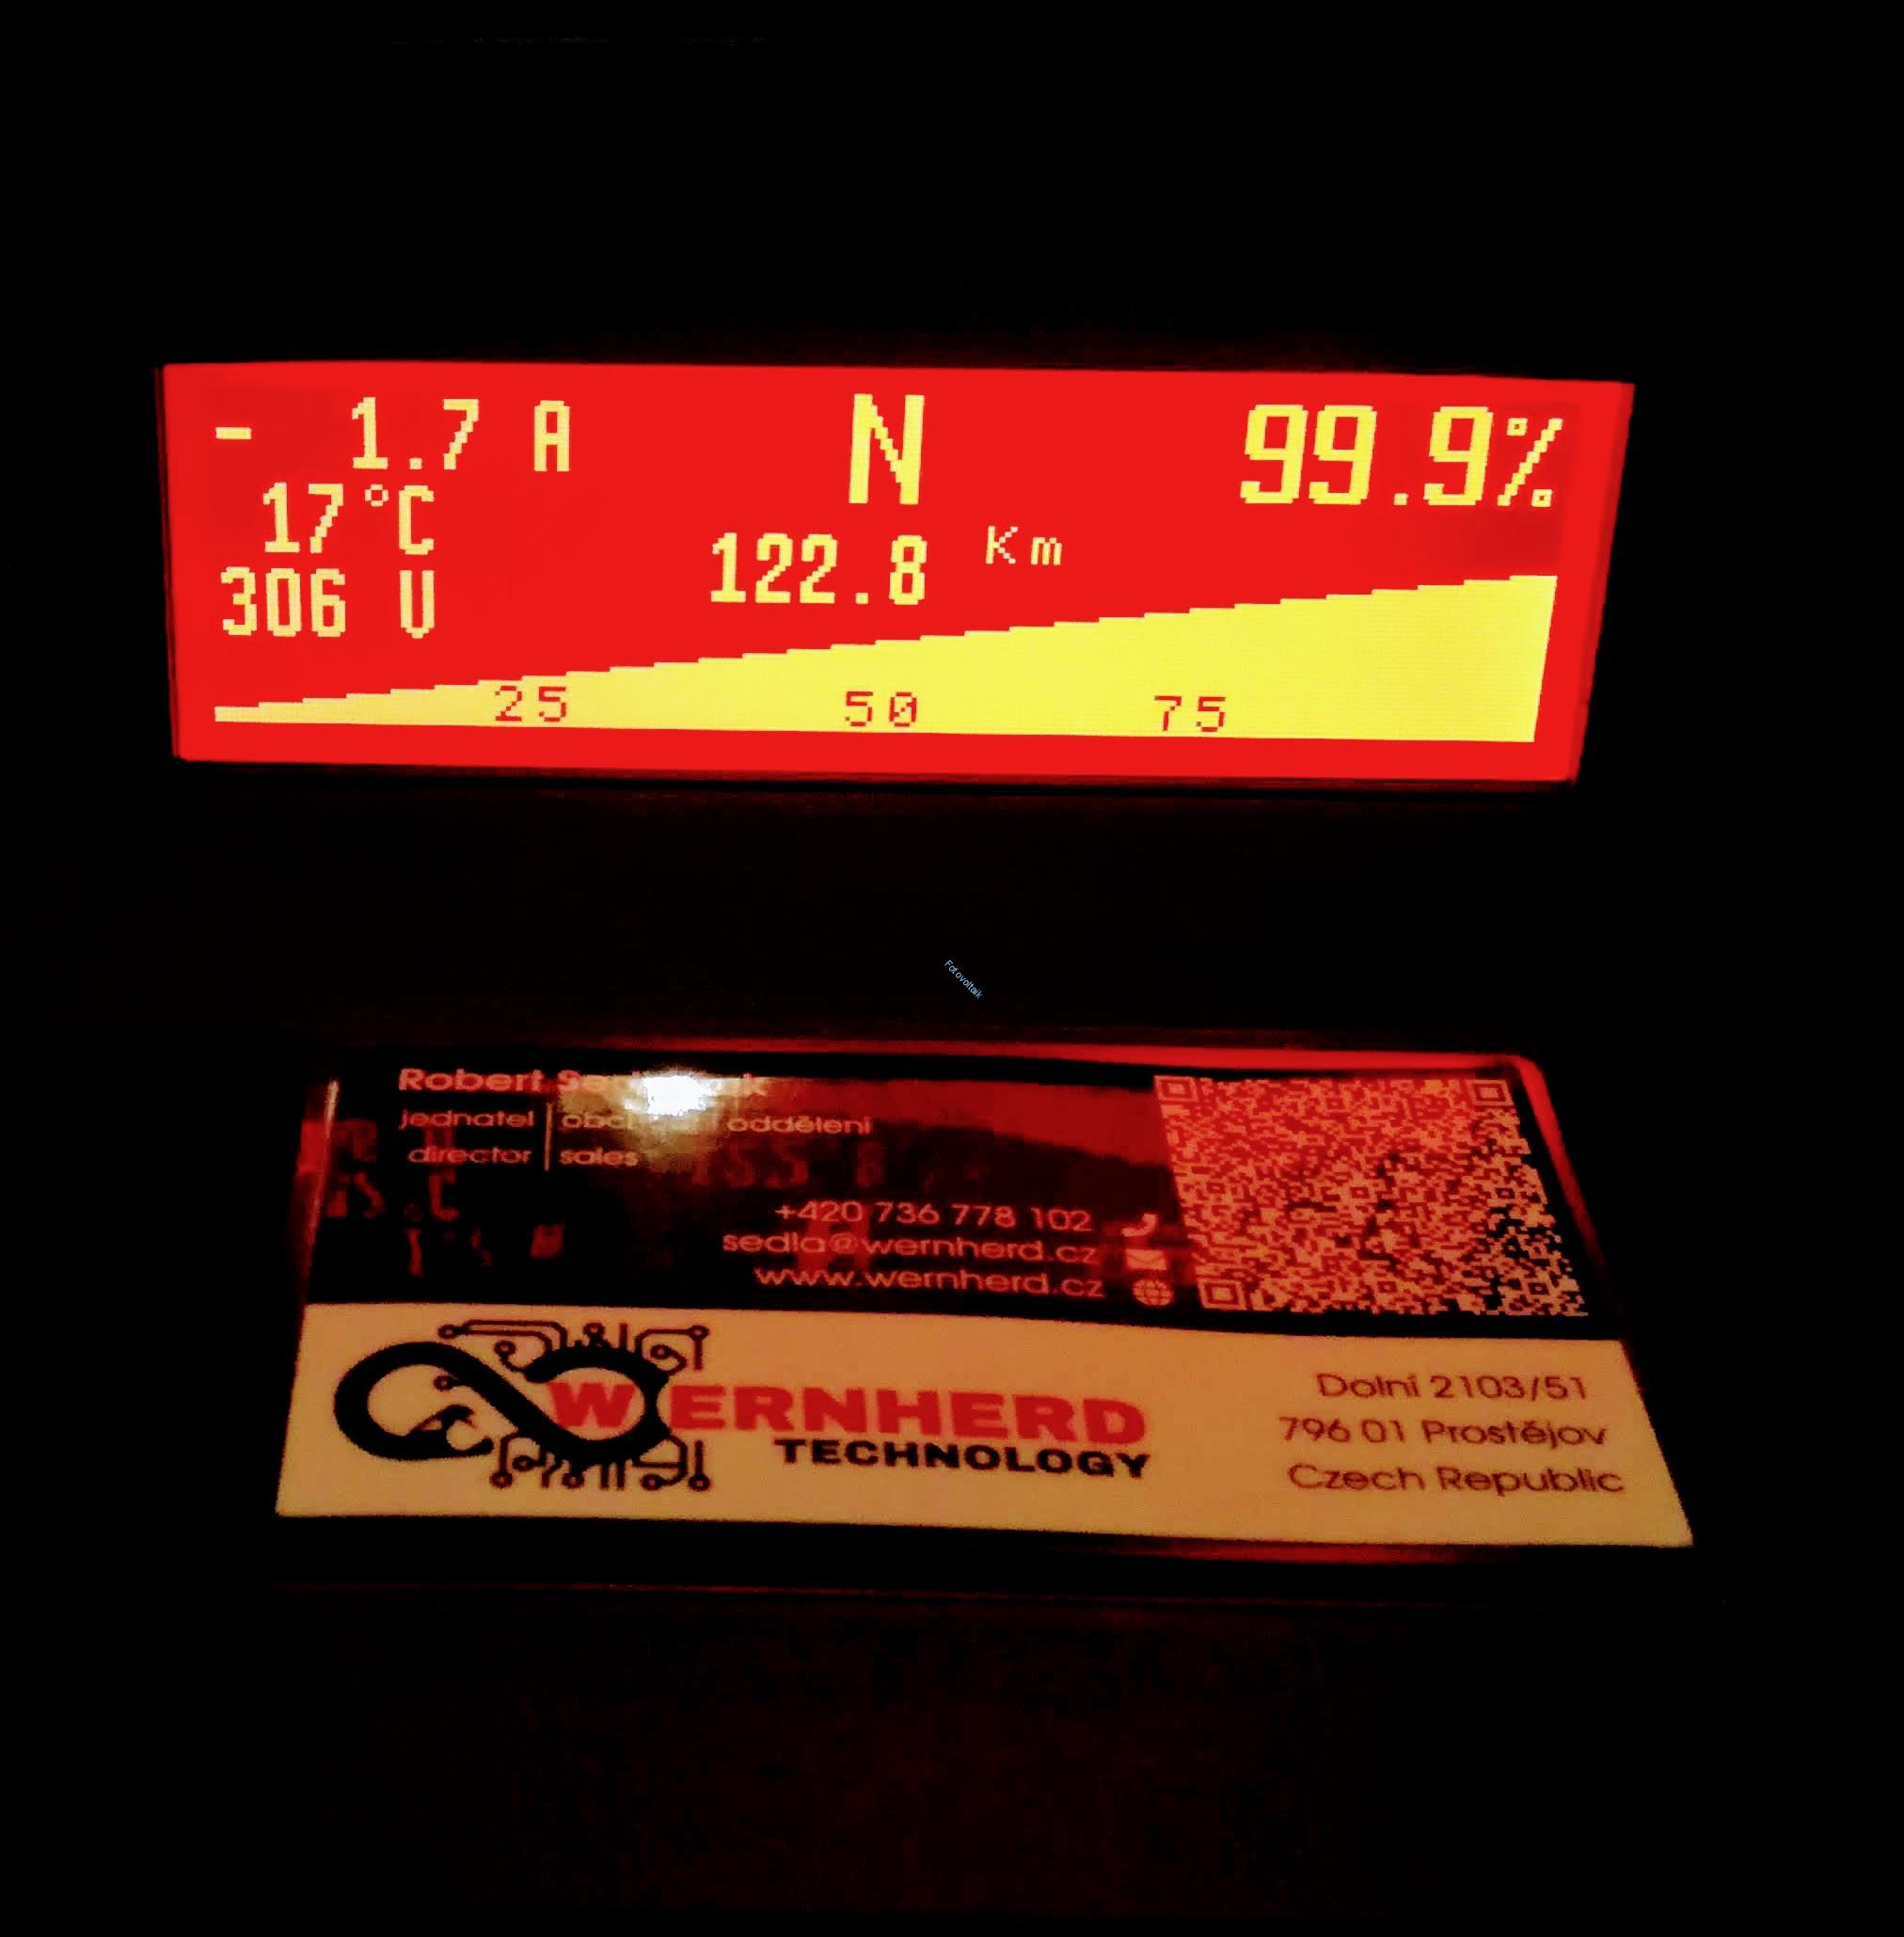 - 1.7 A
N
99.9%
17°C
122.8 Km
306 V
25 50 75
Fotovoltaik
Robert
jednatel | oddělení
director | sales
+420 736 778 102
sedla@wernherd.cz
www.wernherd.cz
WERNHERD
TECHNOLOGY
Dolní 2103/51
796 01 Prostějov
Czech Republic